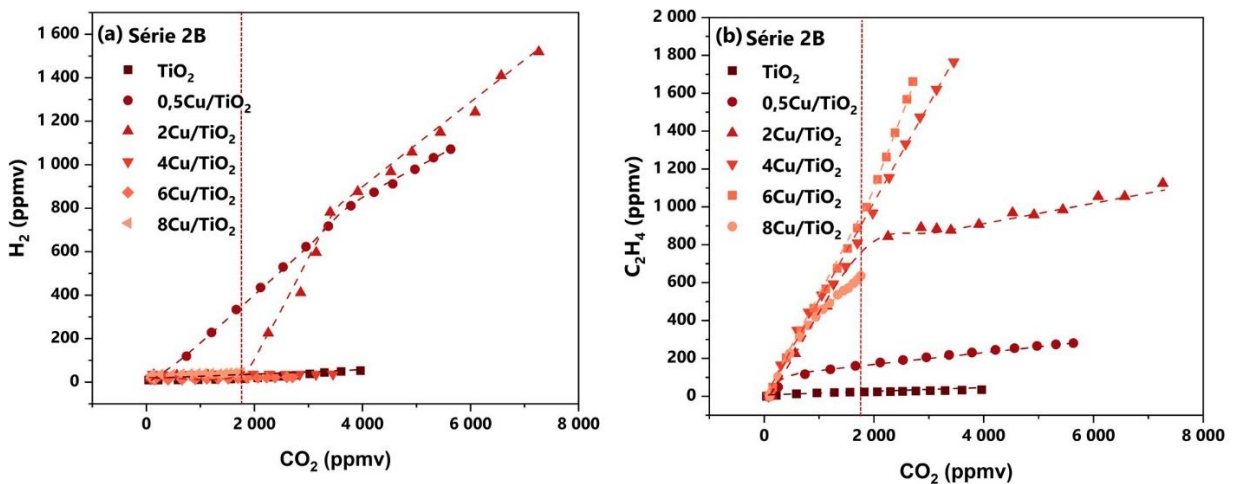 (a) Série 2B
TiO2
0,5Cu/TiO2
2Cu/TiO2
4Cu/TiO2
6Cu/TiO2
8Cu/TiO2
H2 (ppmv)
1 600
1 400
1 200
1 000
800
600
400
200
0
0
2 000
4 000
6 000
8 000
CO2 (ppmv)
(b) Série 2B
TiO2
0,5Cu/TiO2
2Cu/TiO2
4Cu/TiO2
6Cu/TiO2
8Cu/TiO2
C2H4 (ppmv)
2 000
1 800
1 600
1 400
1 200
1 000
800
600
400
200
0
0
2 000
4 000
6 000
8 000
CO2 (ppmv)